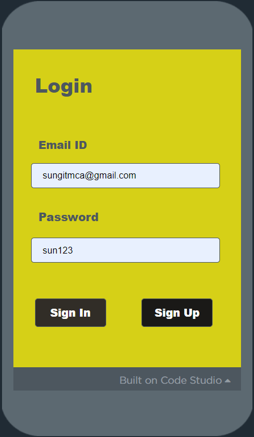 Login
Email ID
sungitmca@gmail.com
Password
sun123
Sign In Sign Up
Built on Code Studio